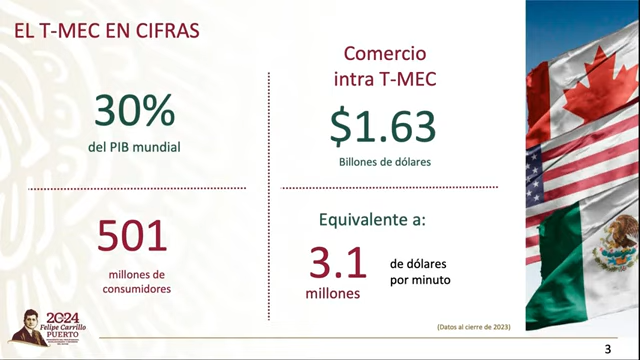 EL T-MEC EN CIFRAS
30%
del PIB mundial
Comercio
intra T-MEC
$1.63
Billones de dólares
501
millones de
consumidores
Equivalente a:
3.1
millones
de dólares
por minuto
2024
Felipe Carrillo
PUERTO
(Datos al cierre de 2023)
3